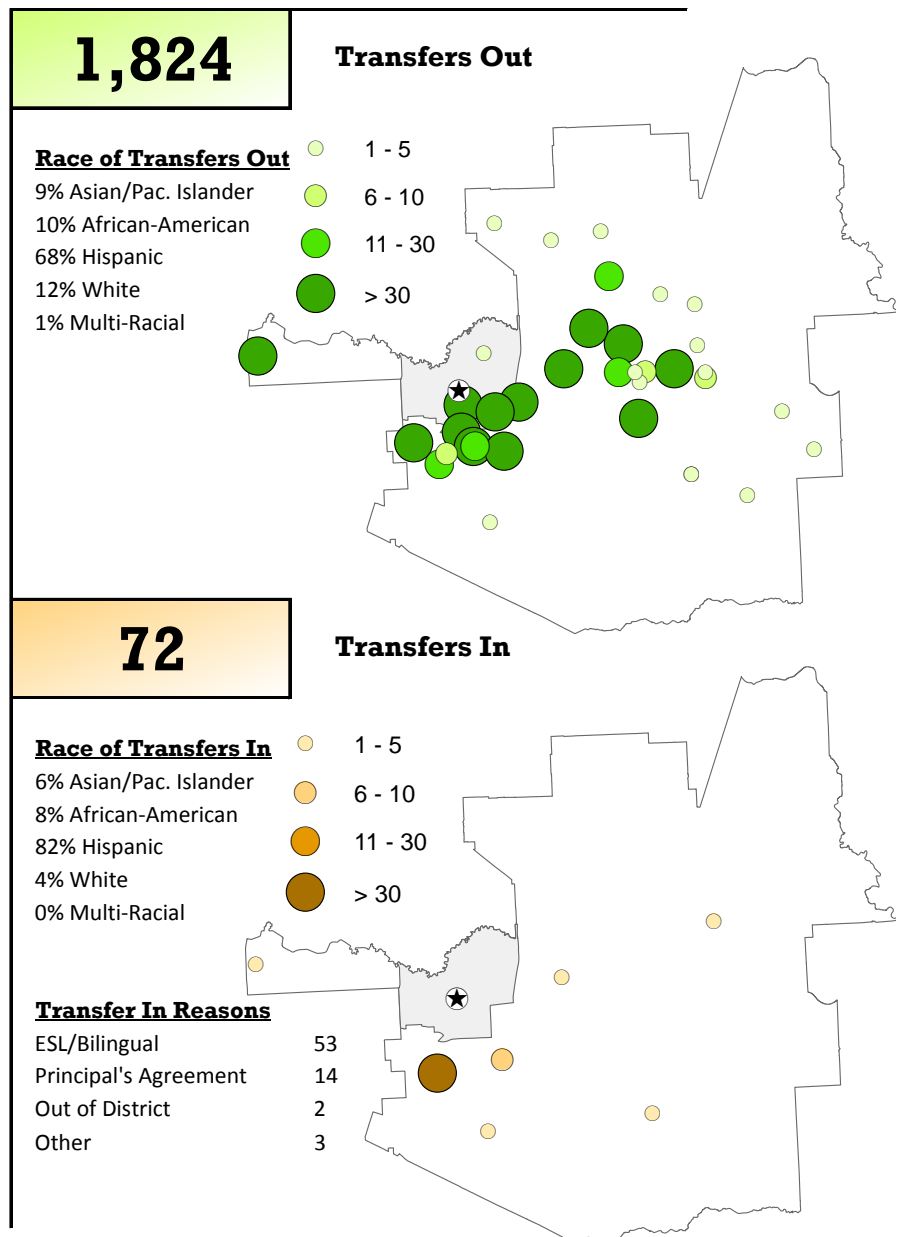 1,824
Transfers Out
Race of Transfers Out
9% Asian/Pac. Islander
10% African-American
68% Hispanic
12% White
1% Multi-Racial
1 - 5
6 - 10
11 - 30
> 30
72
Transfers In
Race of Transfers In
6% Asian/Pac. Islander
8% African-American
82% Hispanic
4% White
0% Multi-Racial
1 - 5
6 - 10
11 - 30
> 30
Transfer In Reasons
ESL/Bilingual 53
Principal's Agreement 14
Out of District 2
Other 3